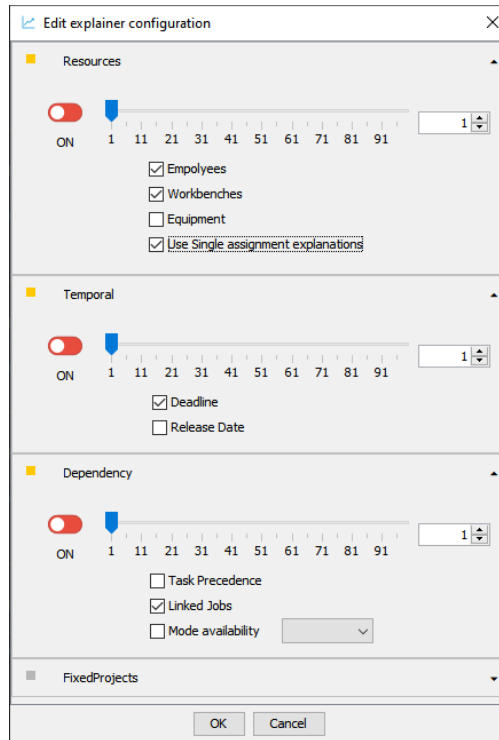 Edit explainer configuration
Resources
1
ON
1 11 21 31 41 51 61 71 81 91
Empolyees
Workbenches
Equipment
Use Single assignment explanations
Temporal
1
ON
1 11 21 31 41 51 61 71 81 91
Deadline
Release Date
Dependency
1
ON
1 11 21 31 41 51 61 71 81 91
Task Precedence
Linked Jobs
Mode availability
FixedProjects
OK Cancel